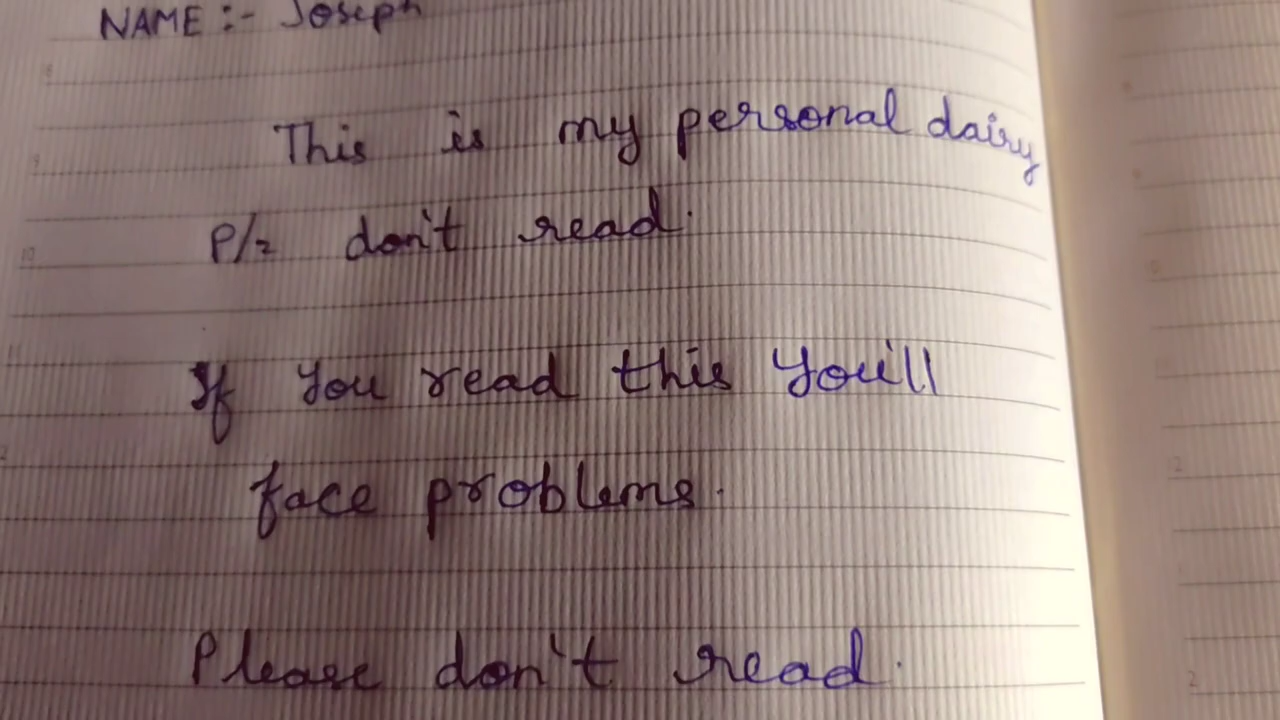 NAME :- Joseph
This is my personal dairy
P/z don't read.
If you read this you'll
face problems.
Please don't read.